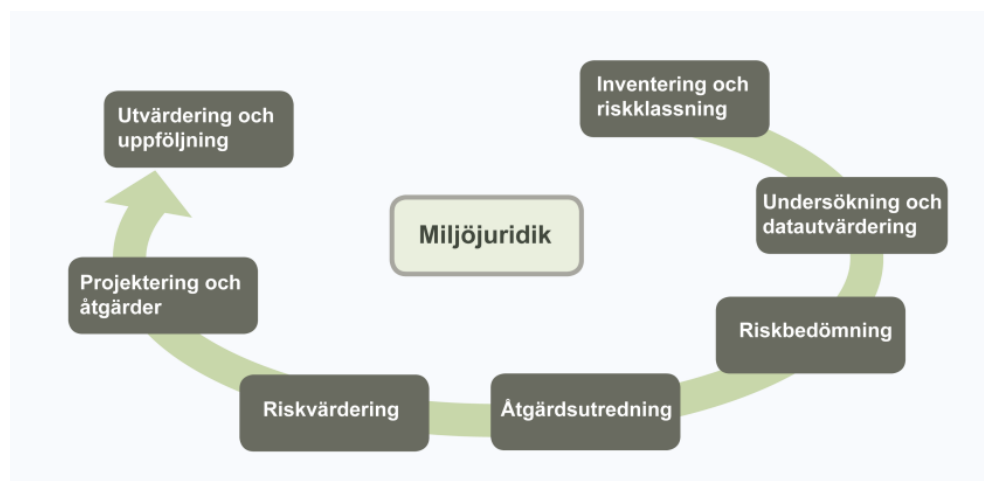 Inventering och
riskklassning
Utvärdering och
uppföljning
Undersökning och
datautvärdering
Miljöjuridik
Projektering och
åtgärder
Riskbedömning
Riskvärdering
Åtgärdsutredning